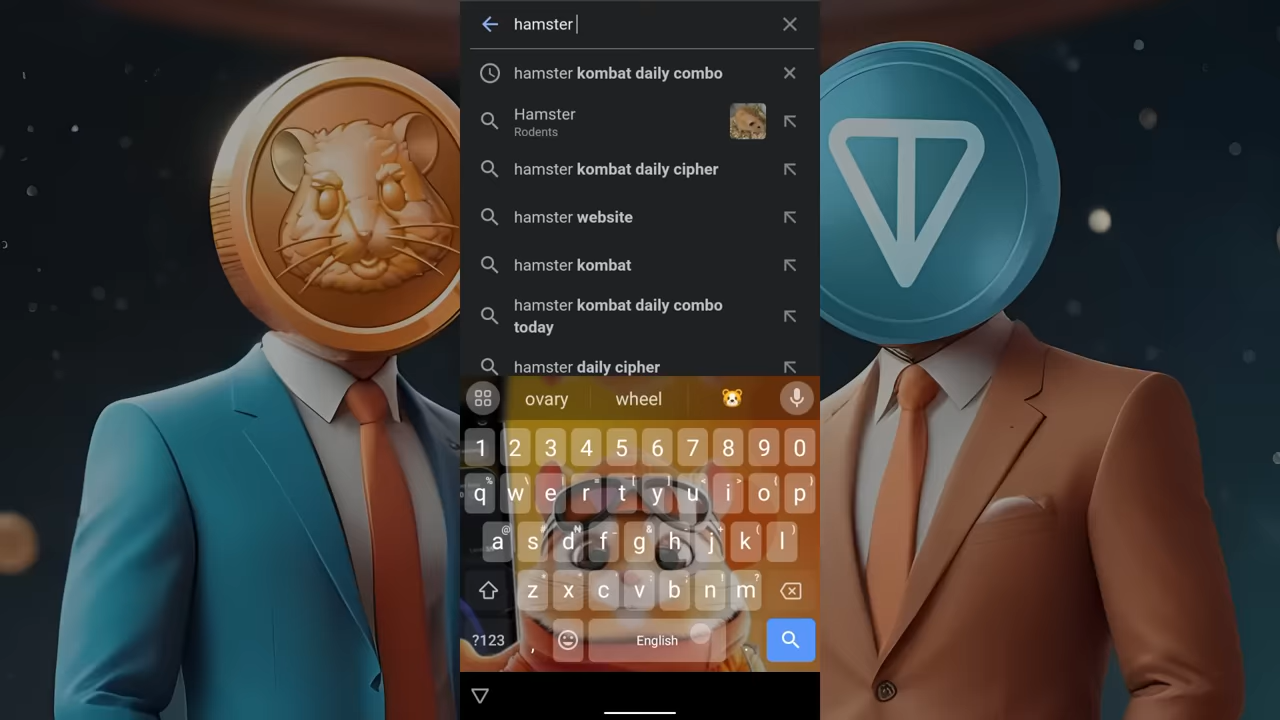 hamster
hamster kombat daily combo
Hamster
Rodents
hamster kombat daily cipher
hamster website
hamster kombat
hamster kombat daily combo
today
hamster daily cipher
ovary wheel
1 2 3 4 5 6 7 8 9 0
q w e r t y u i o p
a s d f g h j k l
z x c v b n m
?123 , English